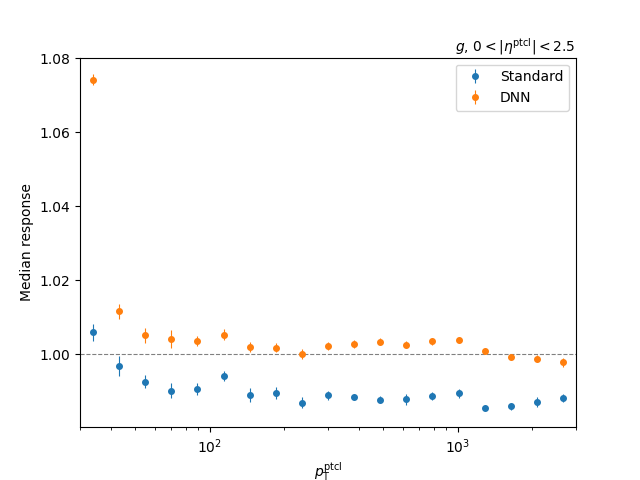 g, 0 < |η^ptcl| < 2.5
1.08
1.06
1.04
1.02
1.00
Median response
Standard
DNN
10^2
10^3
p_T^ptcl